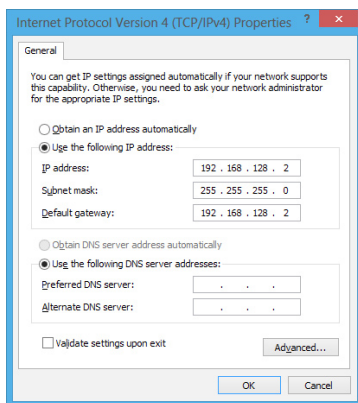 Internet Protocol Version 4 (TCP/IPv4) Properties ? ×
General
You can get IP settings assigned automatically if your network supports
this capability. Otherwise, you need to ask your network administrator
for the appropriate IP settings.
Obtain an IP address automatically
Use the following IP address:
IP address: 192 . 168 . 128 . 2
Subnet mask: 255 . 255 . 255 . 0
Default gateway: 192 . 168 . 128 . 2
Obtain DNS server address automatically
Use the following DNS server addresses:
Preferred DNS server: . . .
Alternate DNS server: . . .
Validate settings upon exit
Advanced...
OK Cancel